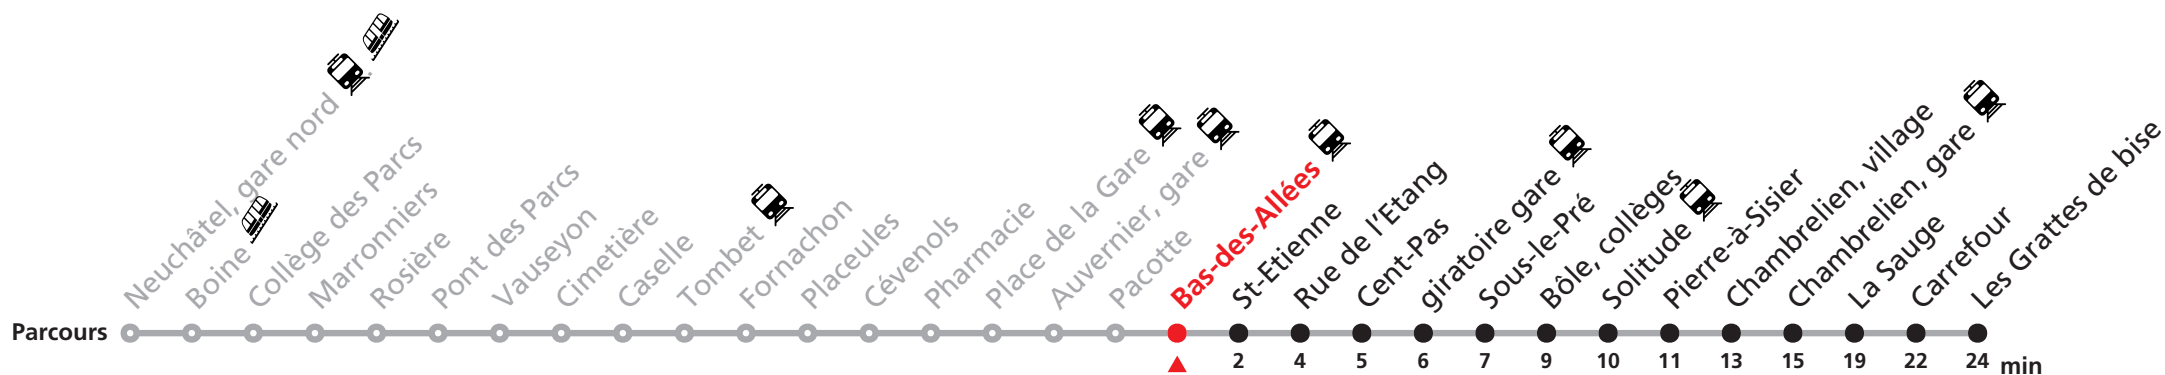 Neuchâtel, gare nord
Boine
Collège des Parcs
Marronniers
Rosière
Pont des Parcs
Vauseyon
Cimetière
Caselle
Tombet
Fornachon
Placeules
Cévenols
Pharmacie
Place de la Gare
Auvernier, gare
Pacotte
Bas-des-Allées
St-Etienne
Rue de l'Etang
Cent-Pas
giratoire gare
Sous-le-Pré
Bôle, collèges
Solitude
Pierre-à-Sisier
Chambrelien, village
Chambrelien, gare
La Sauge
Carrefour
Les Grattes de bise
Parcours
2 4 5 6 7 9 10 11 13 15 19 22 24 min